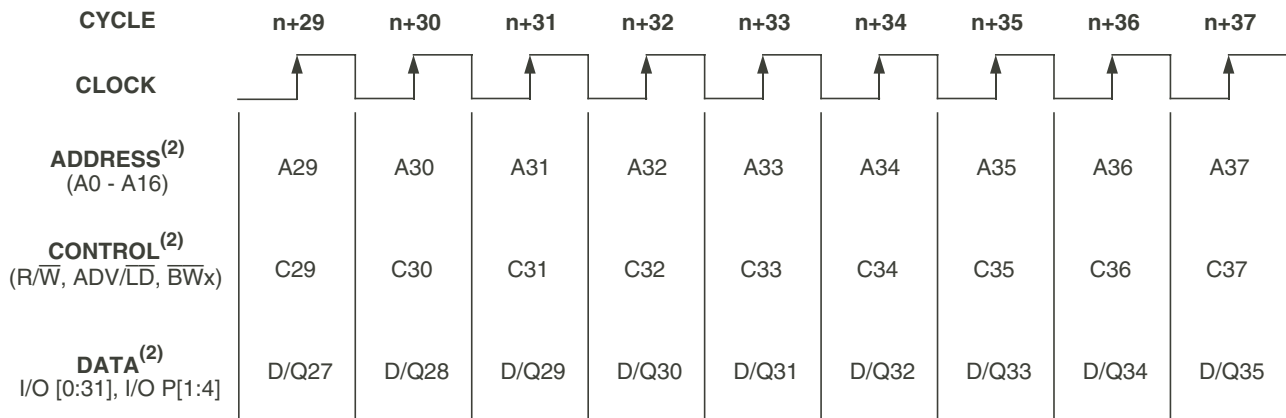 CYCLE n+29 n+30 n+31 n+32 n+33 n+34 n+35 n+36 n+37
CLOCK
ADDRESS(2)
(A0 - A16) A29 A30 A31 A32 A33 A34 A35 A36 A37
CONTROL(2)
(R/W̅, ADV/L̅D̅, B̅W̅x) C29 C30 C31 C32 C33 C34 C35 C36 C37
DATA(2)
I/O [0:31], I/O P[1:4] D/Q27 D/Q28 D/Q29 D/Q30 D/Q31 D/Q32 D/Q33 D/Q34 D/Q35